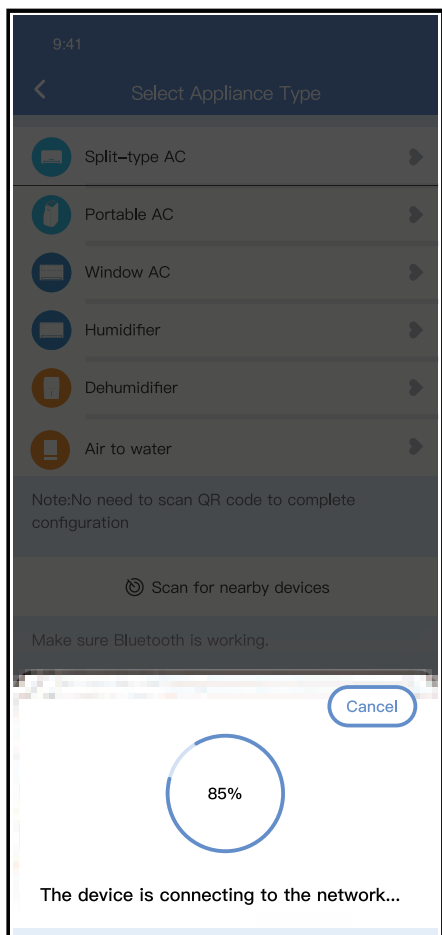 9:41
Select Appliance Type
Split-type AC
Portable AC
Window AC
Humidifier
Dehumidifier
Air to water
Note:No need to scan QR code to complete
configuration
Scan for nearby devices
Make sure Bluetooth is working.
Cancel
85%
The device is connecting to the network...